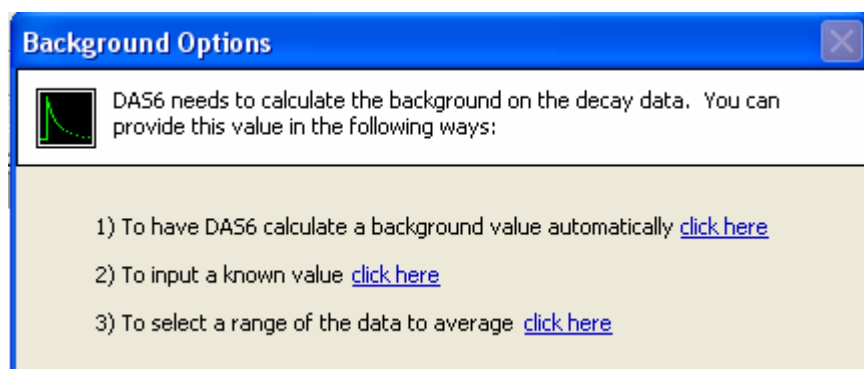 Background Options
DAS6 needs to calculate the background on the decay data.  You can
provide this value in the following ways:
1) To have DAS6 calculate a background value automatically click here
2) To input a known value click here
3) To select a range of the data to average click here